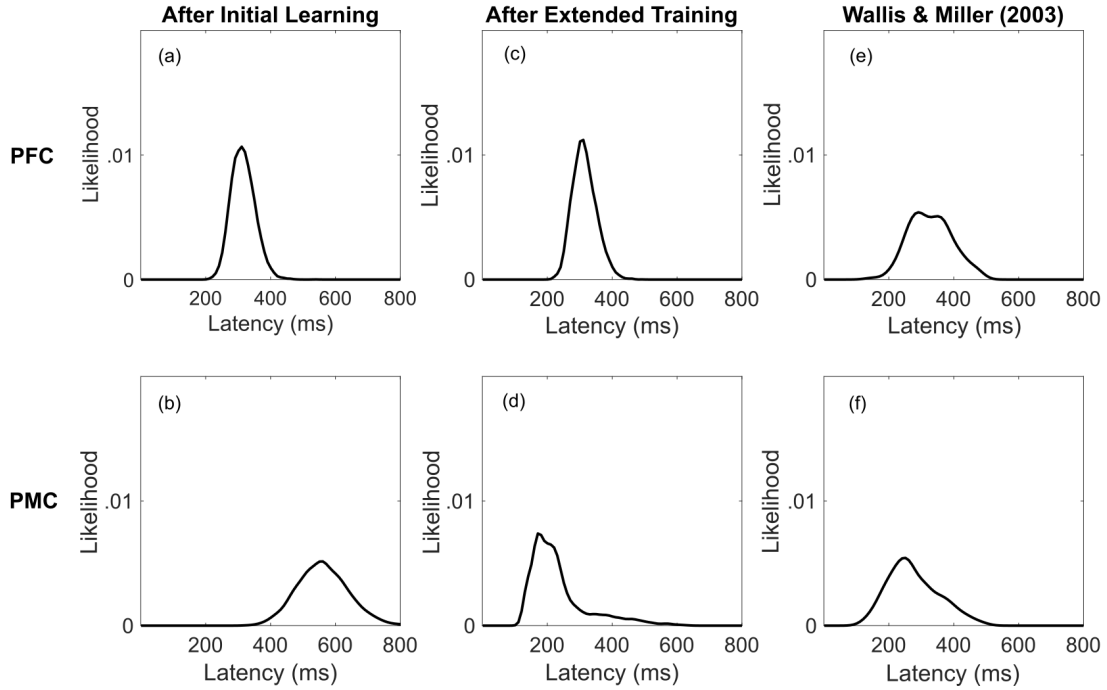 After Initial Learning
After Extended Training
Wallis & Miller (2003)
PFC
(a)
Likelihood
.01
0
200 400 600 800
Latency (ms)
(c)
Likelihood
.01
0
200 400 600 800
Latency (ms)
(e)
Likelihood
.01
0
200 400 600 800
Latency (ms)
PMC
(b)
Likelihood
.01
0
200 400 600 800
Latency (ms)
(d)
Likelihood
.01
0
200 400 600 800
Latency (ms)
(f)
Likelihood
.01
0
200 400 600 800
Latency (ms)